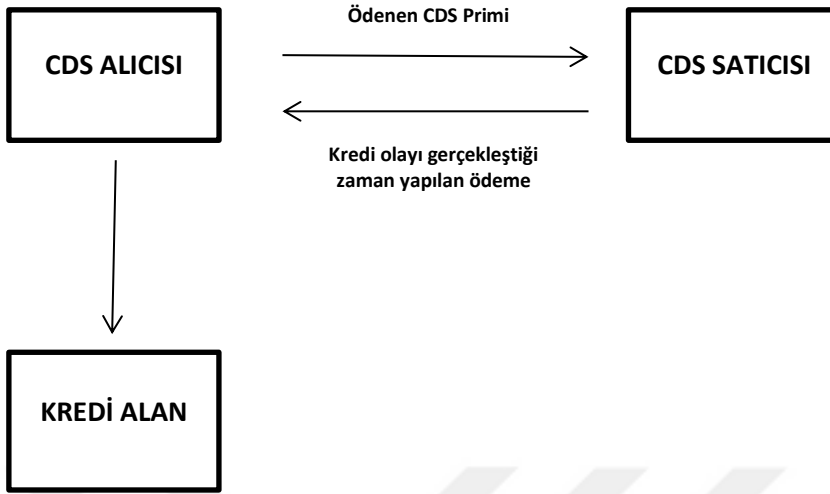 Ödenen CDS Primi
CDS ALICISI
CDS SATICISI
Kredi olayı gerçekleştiği
zaman yapılan ödeme
KREDİ ALAN